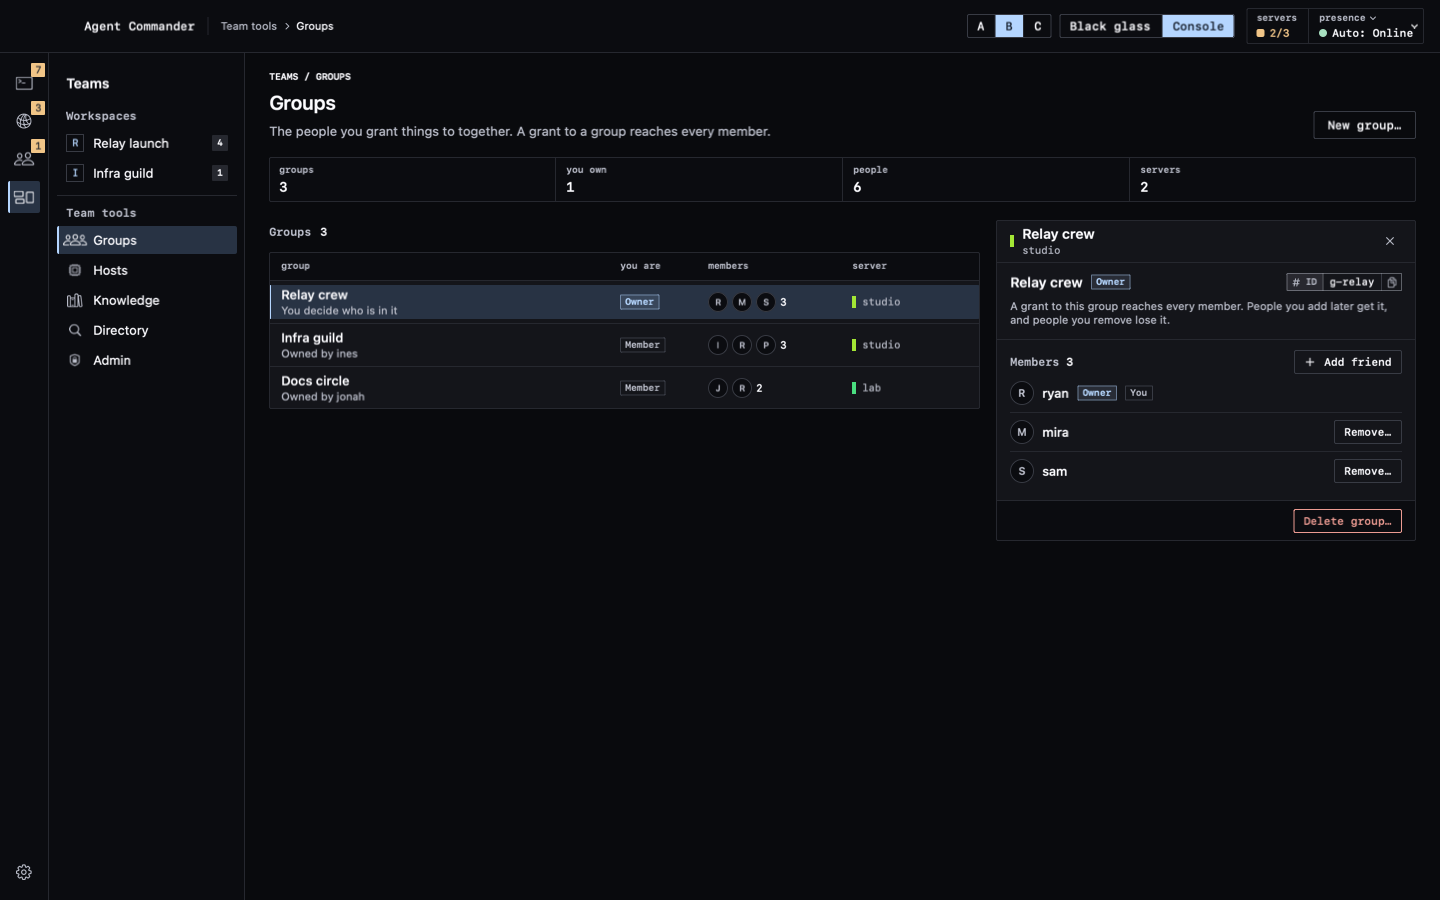 Agent Commander
Team tools > Groups
A B C
Black glass Console
servers
2/3
presence
Auto: Online
7
3
1
Teams
Workspaces
R Relay launch 4
I Infra guild 1
Team tools
Groups
Hosts
Knowledge
Directory
Admin
TEAMS / GROUPS
Groups
The people you grant things to together. A grant to a group reaches every member.
New group…
groups
3
you own
1
people
6
servers
2
Groups 3
group you are members server
Relay crew
You decide who is in it
Owner
R M S 3
studio
Infra guild
Owned by ines
Member
I R P 3
studio
Docs circle
Owned by jonah
Member
J R 2
lab
Relay crew
studio
Relay crew Owner
# ID g-relay
A grant to this group reaches every member. People you add later get it,
and people you remove lose it.
Members 3
+ Add friend
R ryan Owner You
M mira Remove…
S sam Remove…
Delete group…